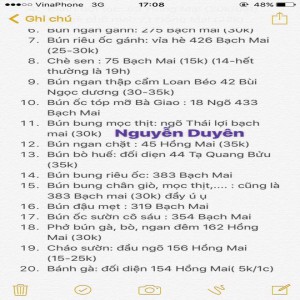 VinaPhone 3G 17:08 48%
Ghi chú
6. Bún ngan gánh: 275 Bạch mai (30k)
7. Bún riêu ốc gánh: vỉa hè 426 Bạch Mai
(25-30k)
8. Chè sen : 75 Bạch Mai (15k) (14-hết
thường là 19h)
9. Bún ngan thập cẩm Loan Béo 42 Bùi
Ngọc dương (30-35k)
10. Bún ốc tóp mỡ Bà Giao : 18 Ngõ 433
Bạch Mai
11. Bún bung mọc thịt: ngõ Thái lợi bạch
mai (30k) Nguyễn Duyên
12. Bún ngan chặt : 45 Hồng Mai (35k)
13. Bún bò huế: đối diện 44 Tạ Quang Bửu
(35k)
14. Bún bung riêu ốc: 383 Bạch Mai
15. Bún bung chân giò, mọc thịt,.... : cũng là
383 Bạch mai (30k) đầy ú ụ
16. Bún đậu mẹt : 319 Bạch Mai
17. Bún ốc sườn cô sáu : 354 Bạch Mai
18. Phở bún gà, bò, ngan đêm 162 Hồng
Mai (30k)
19. Cháo sườn: đầu ngõ 156 Hồng Mai
(15-25k)
20. Bánh gà: đối diện 154 Hồng Mai( 5k/1c)